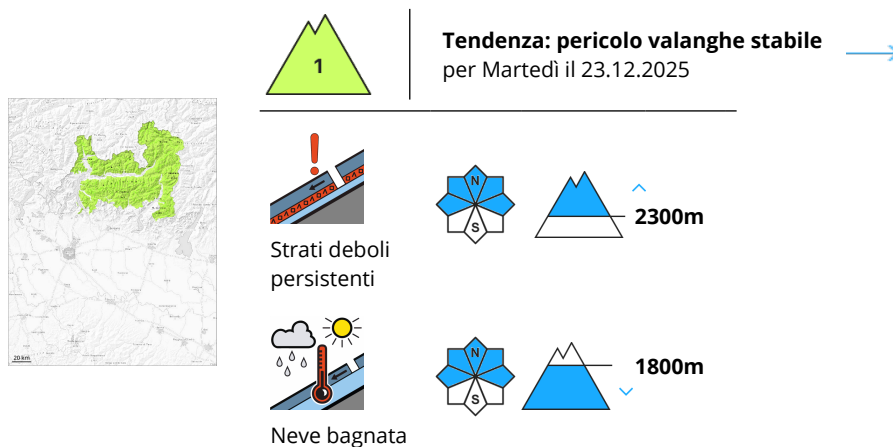 1
Tendenza: pericolo valanghe stabile
per Martedì il 23.12.2025
20 km
N
S
2300m
Strati deboli
persistenti
N
S
1800m
Neve bagnata